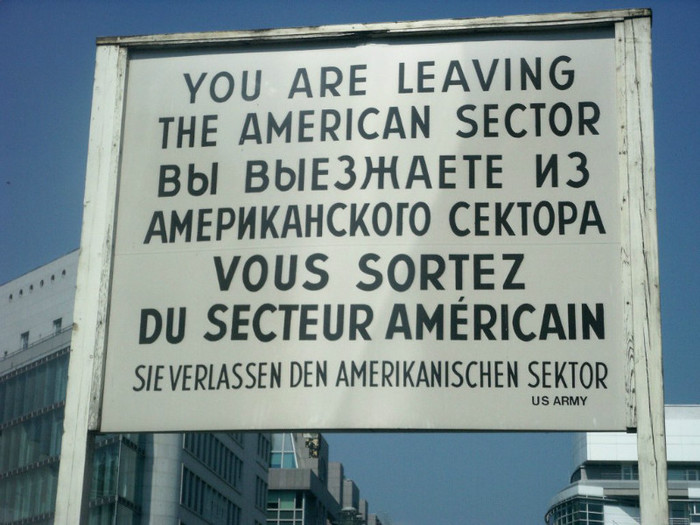 YOU ARE LEAVING
THE AMERICAN SECTOR
ВЫ ВЫЕЗЖАЕТЕ ИЗ
АМЕРИКАНСКОГО СЕКТОРА
VOUS SORTEZ
DU SECTEUR AMÉRICAIN
SIE VERLASSEN DEN AMERIKANISCHEN SEKTOR
US ARMY